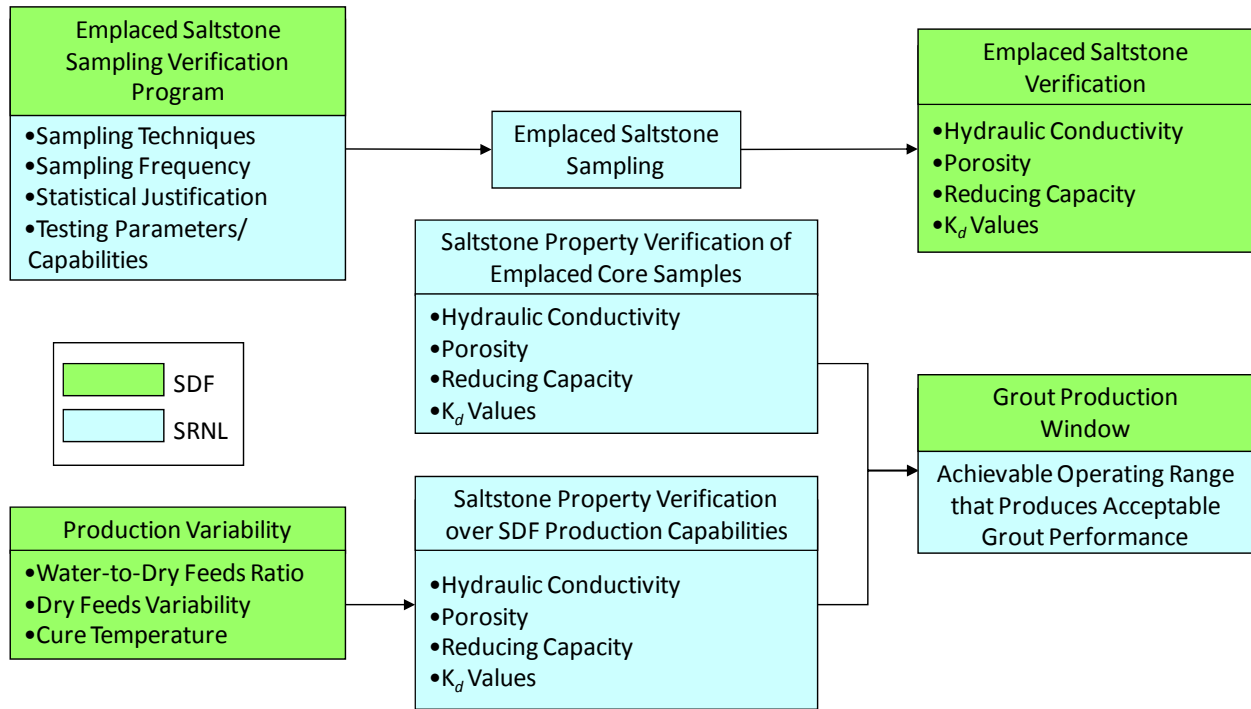 Emplaced Saltstone
Sampling Verification
Program
•Sampling Techniques
•Sampling Frequency
•Statistical Justification
•Testing Parameters/
Capabilities
Emplaced Saltstone
Sampling
Emplaced Saltstone
Verification
•Hydraulic Conductivity
•Porosity
•Reducing Capacity
•Kd Values
Saltstone Property Verification of
Emplaced Core Samples
•Hydraulic Conductivity
•Porosity
•Reducing Capacity
•Kd Values
SDF
SRNL
Grout Production
Window
Achievable Operating Range
that Produces Acceptable
Grout Performance
Production Variability
•Water-to-Dry Feeds Ratio
•Dry Feeds Variability
•Cure Temperature
Saltstone Property Verification
over SDF Production Capabilities
•Hydraulic Conductivity
•Porosity
•Reducing Capacity
•Kd Values